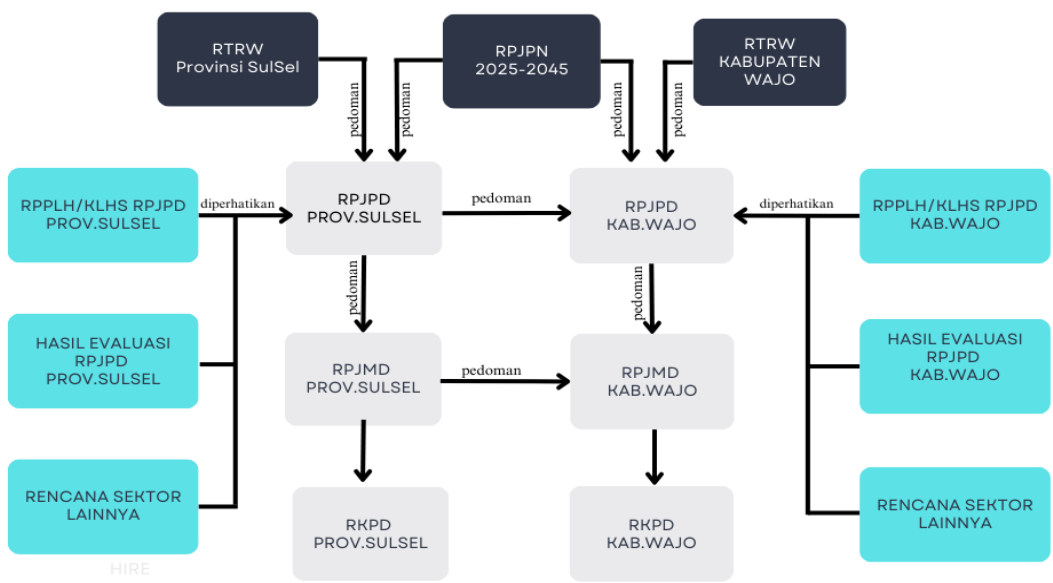 RTRW
Provinsi SulSel
RPJPN
2025-2045
RTRW
KABUPATEN
WAJO
pedoman
pedoman
pedoman
pedoman
RPPLH/KLHS RPJPD
PROV.SULSEL
diperhatikan
RPJPD
PROV.SULSEL
pedoman
RPJPD
KAB.WAJO
diperhatikan
RPPLH/KLHS RPJPD
KAB.WAJO
pedoman
pedoman
HASIL EVALUASI
RPJPD
PROV.SULSEL
RPJMD
PROV.SULSEL
pedoman
RPJMD
KAB.WAJO
HASIL EVALUASI
RPJPD
KAB.WAJO
RENCANA SEKTOR
LAINNYA
RKPD
PROV.SULSEL
RKPD
KAB.WAJO
RENCANA SEKTOR
LAINNYA
HIRE